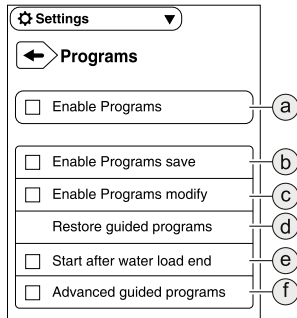 Settings
Programs
Enable Programs
a
Enable Programs save
b
Enable Programs modify
c
Restore guided programs
d
Start after water load end
e
Advanced guided programs
f